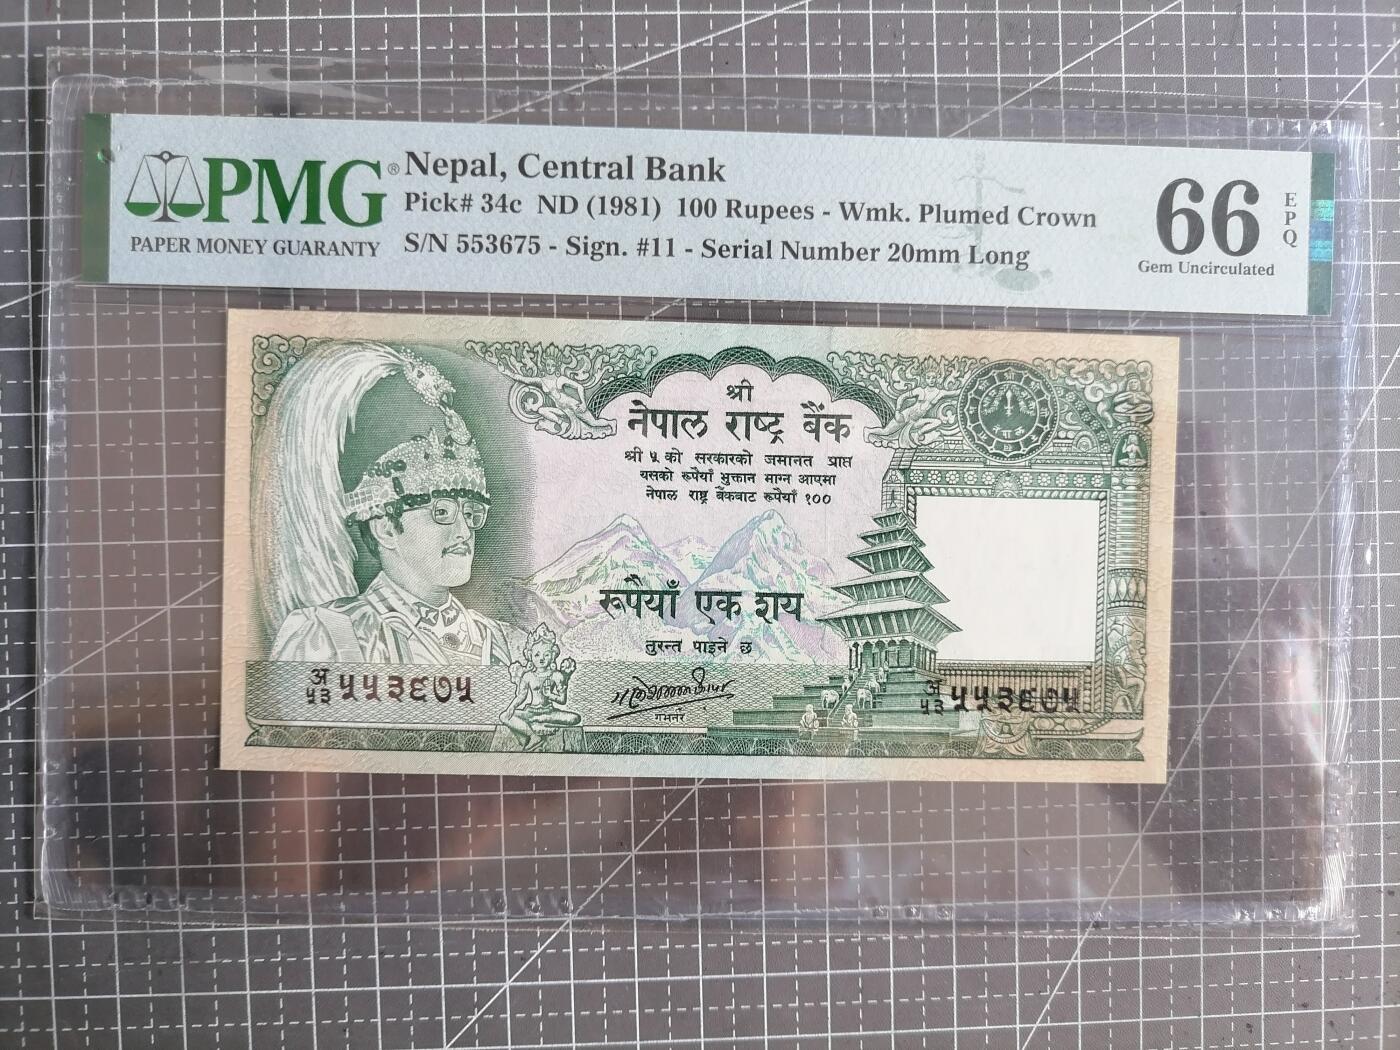 PMG®
PAPER MONEY GUARANTY
Nepal, Central Bank
Pick# 34c ND (1981) 100 Rupees - Wmk. Plumed Crown
S/N 553675 - Sign. #11 - Serial Number 20mm Long
66
EPQ
Gem Uncirculated
श्री
नेपाल राष्ट्र बैंक
श्री ५ को सरकारको जमानत प्राप्त
यसको रूपैयाँ भुक्तान माग्न आएमा
नेपाल राष्ट्र बैंकबाट रूपैयाँ १००
रूपैयाँ एक शय
तुरन्त पाइने छ
गभर्नर
अ
५३ ५५३६७५
अ
५३ ५५३६७५